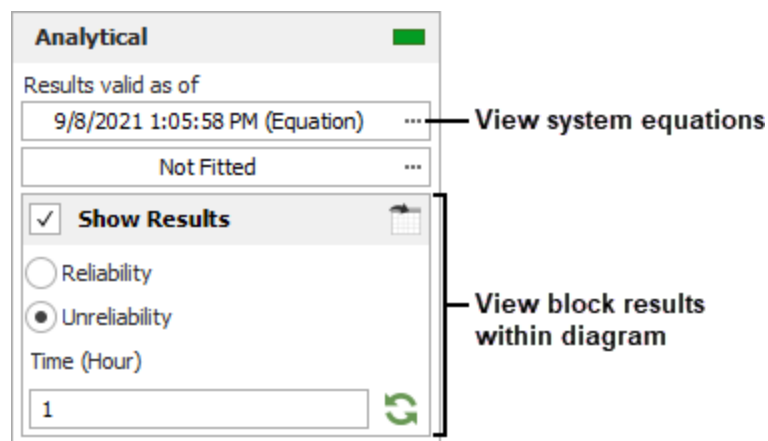 Analytical
Results valid as of
9/8/2021 1:05:58 PM (Equation) ...
View system equations
Not Fitted ...
Show Results
Reliability
Unreliability
View block results
within diagram
Time (Hour)
1